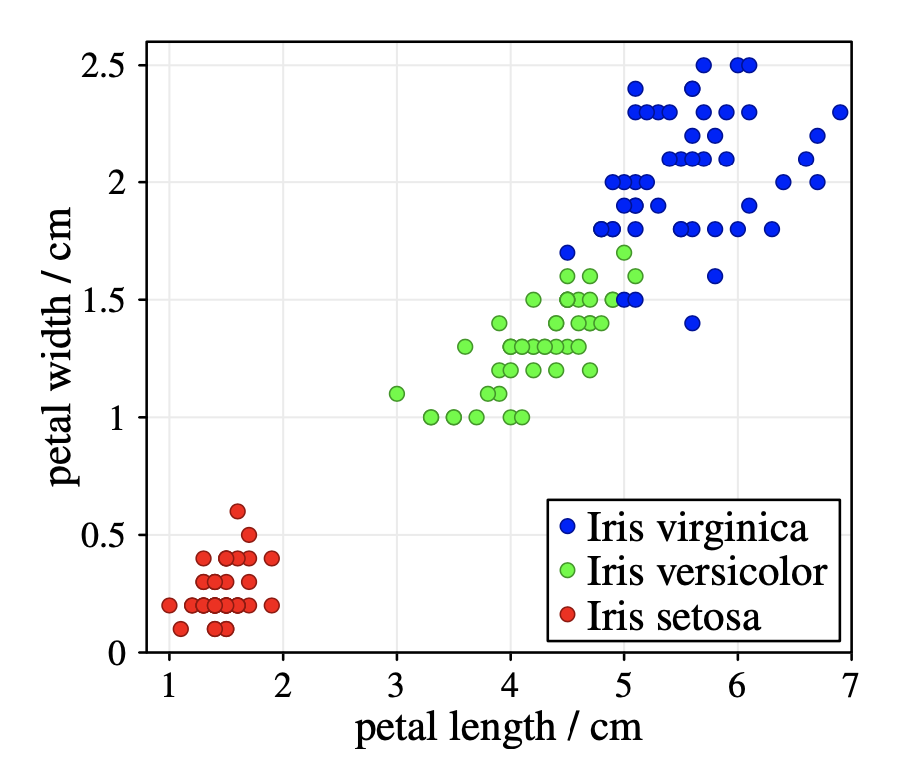 2.5
2
1.5
1
0.5
0
petal width / cm
Iris virginica
Iris versicolor
Iris setosa
1 2 3 4 5 6 7
petal length / cm